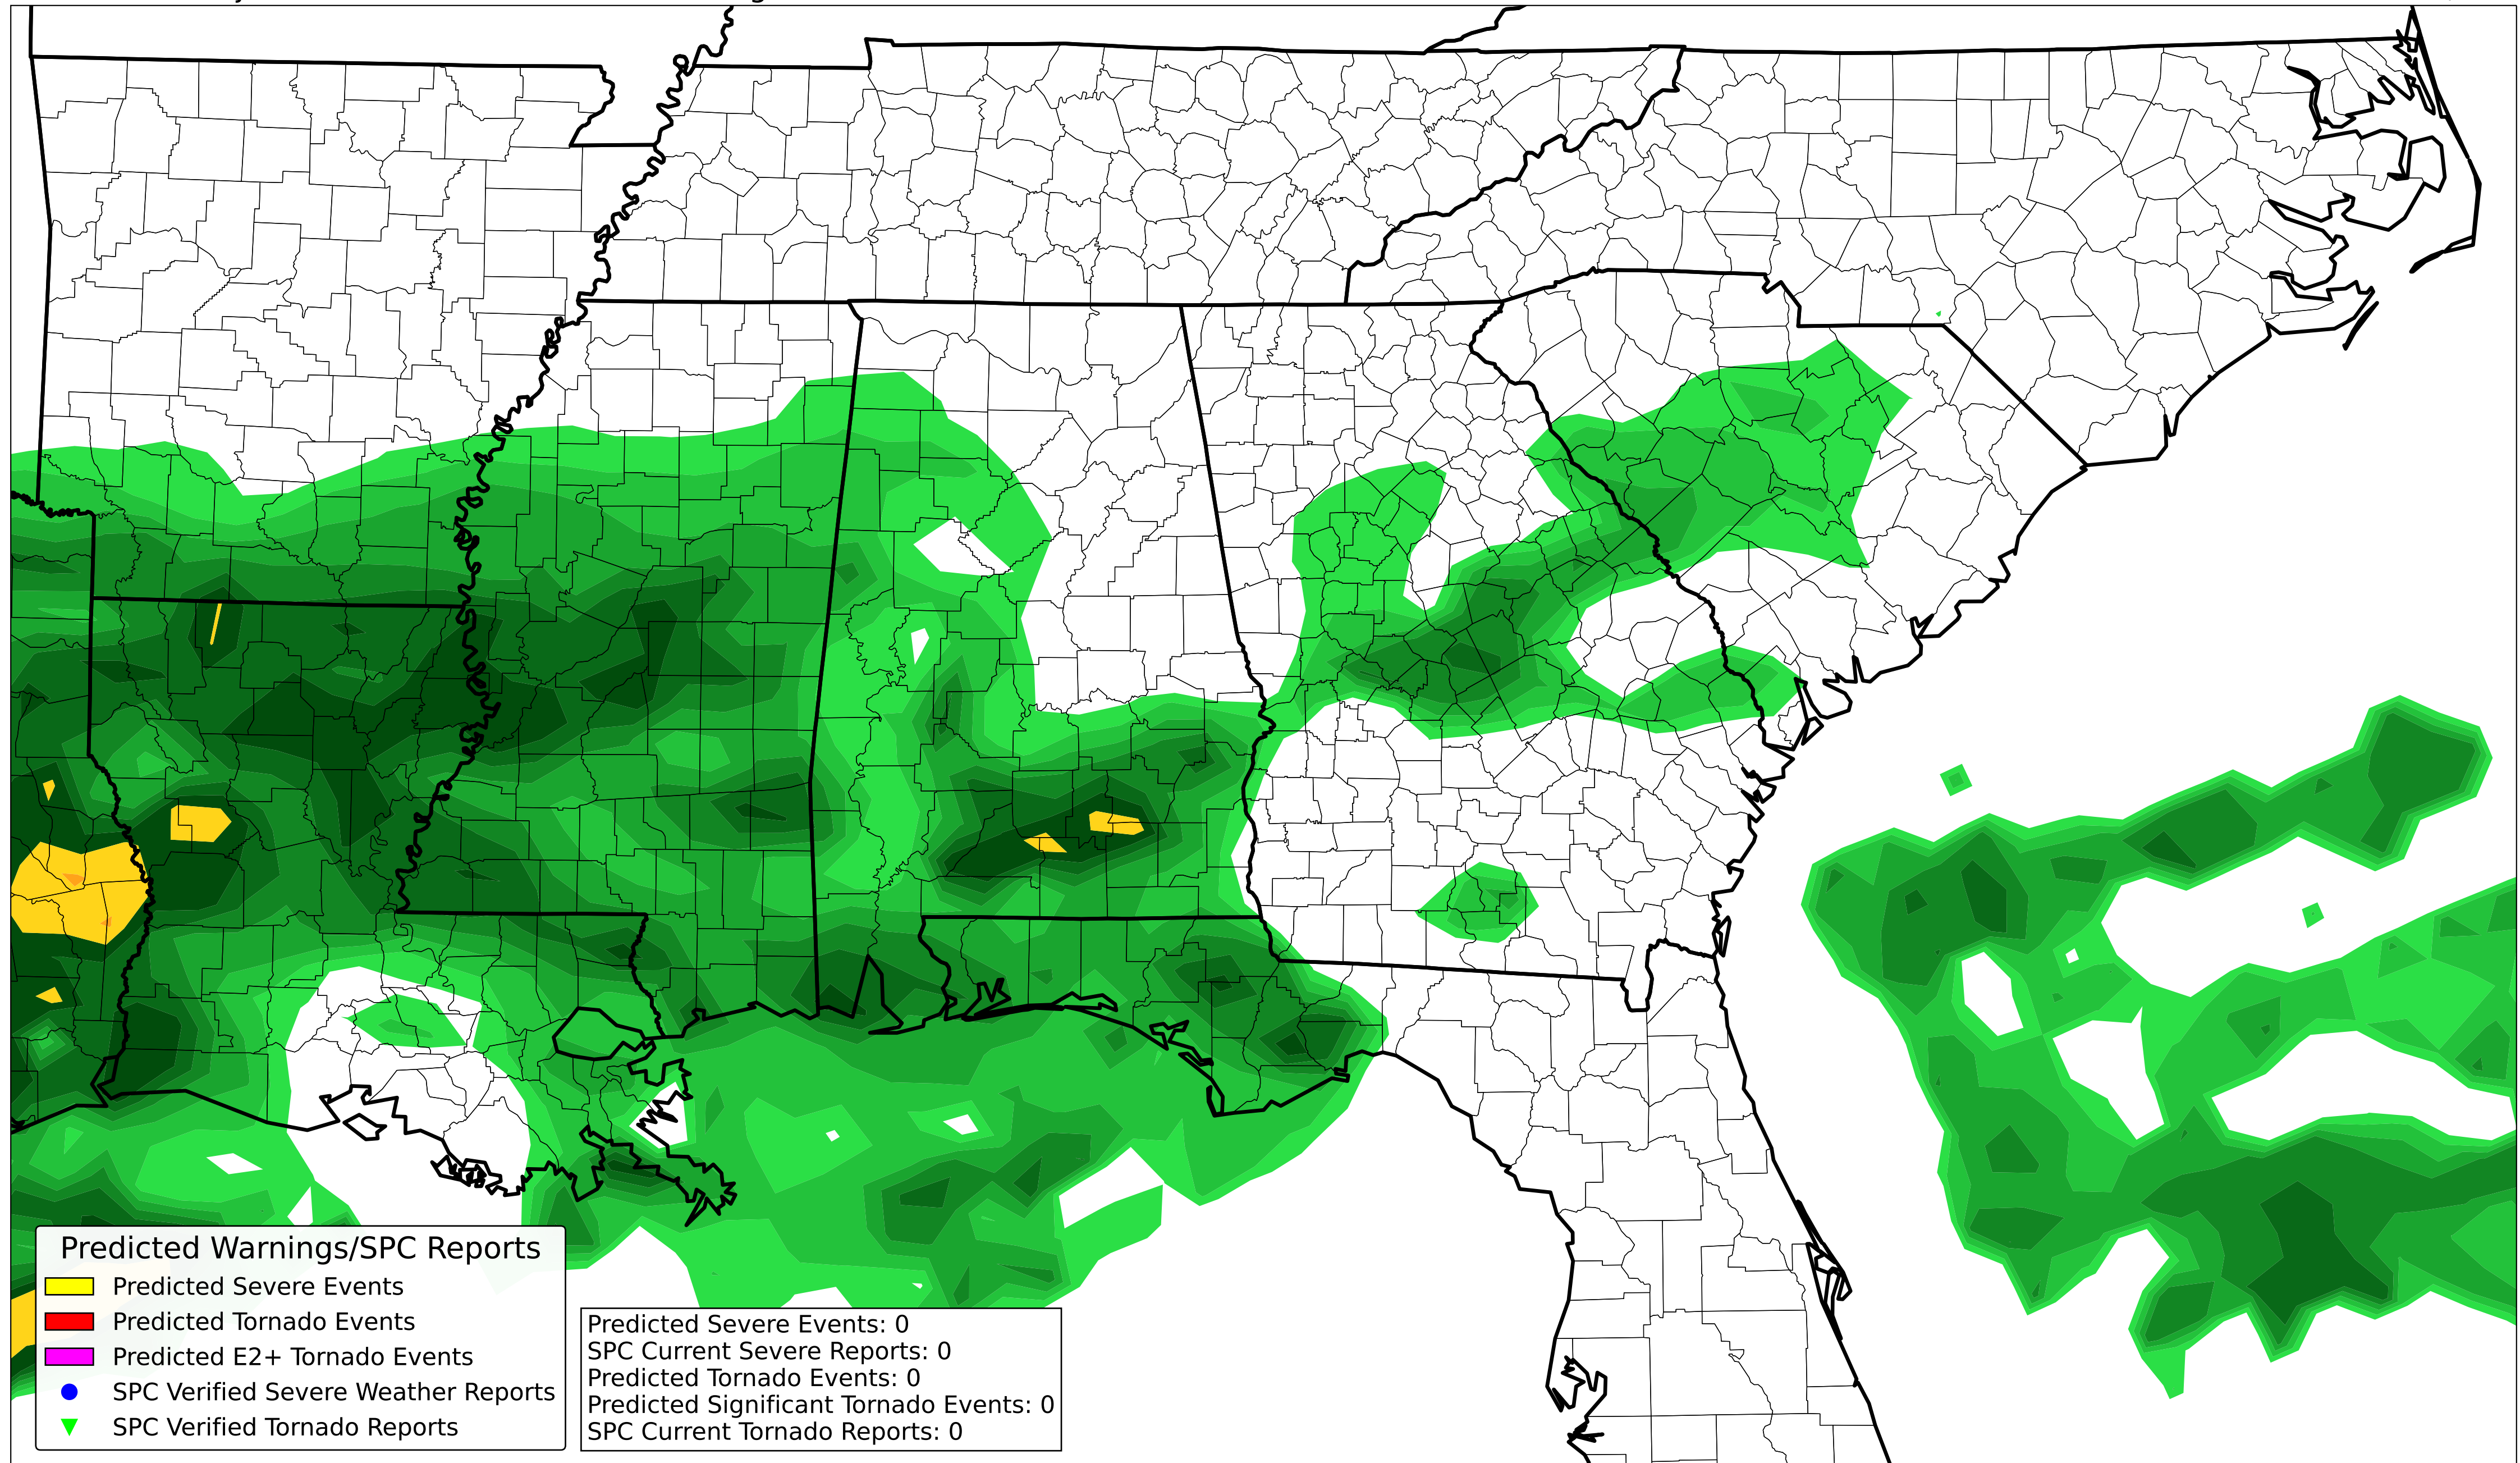 Predicted Warnings/SPC Reports
Predicted Severe Events
Predicted Tornado Events
Predicted E2+ Tornado Events
SPC Verified Severe Weather Reports
SPC Verified Tornado Reports
Predicted Severe Events: 0
SPC Current Severe Reports: 0
Predicted Tornado Events: 0
Predicted Significant Tornado Events: 0
SPC Current Tornado Reports: 0